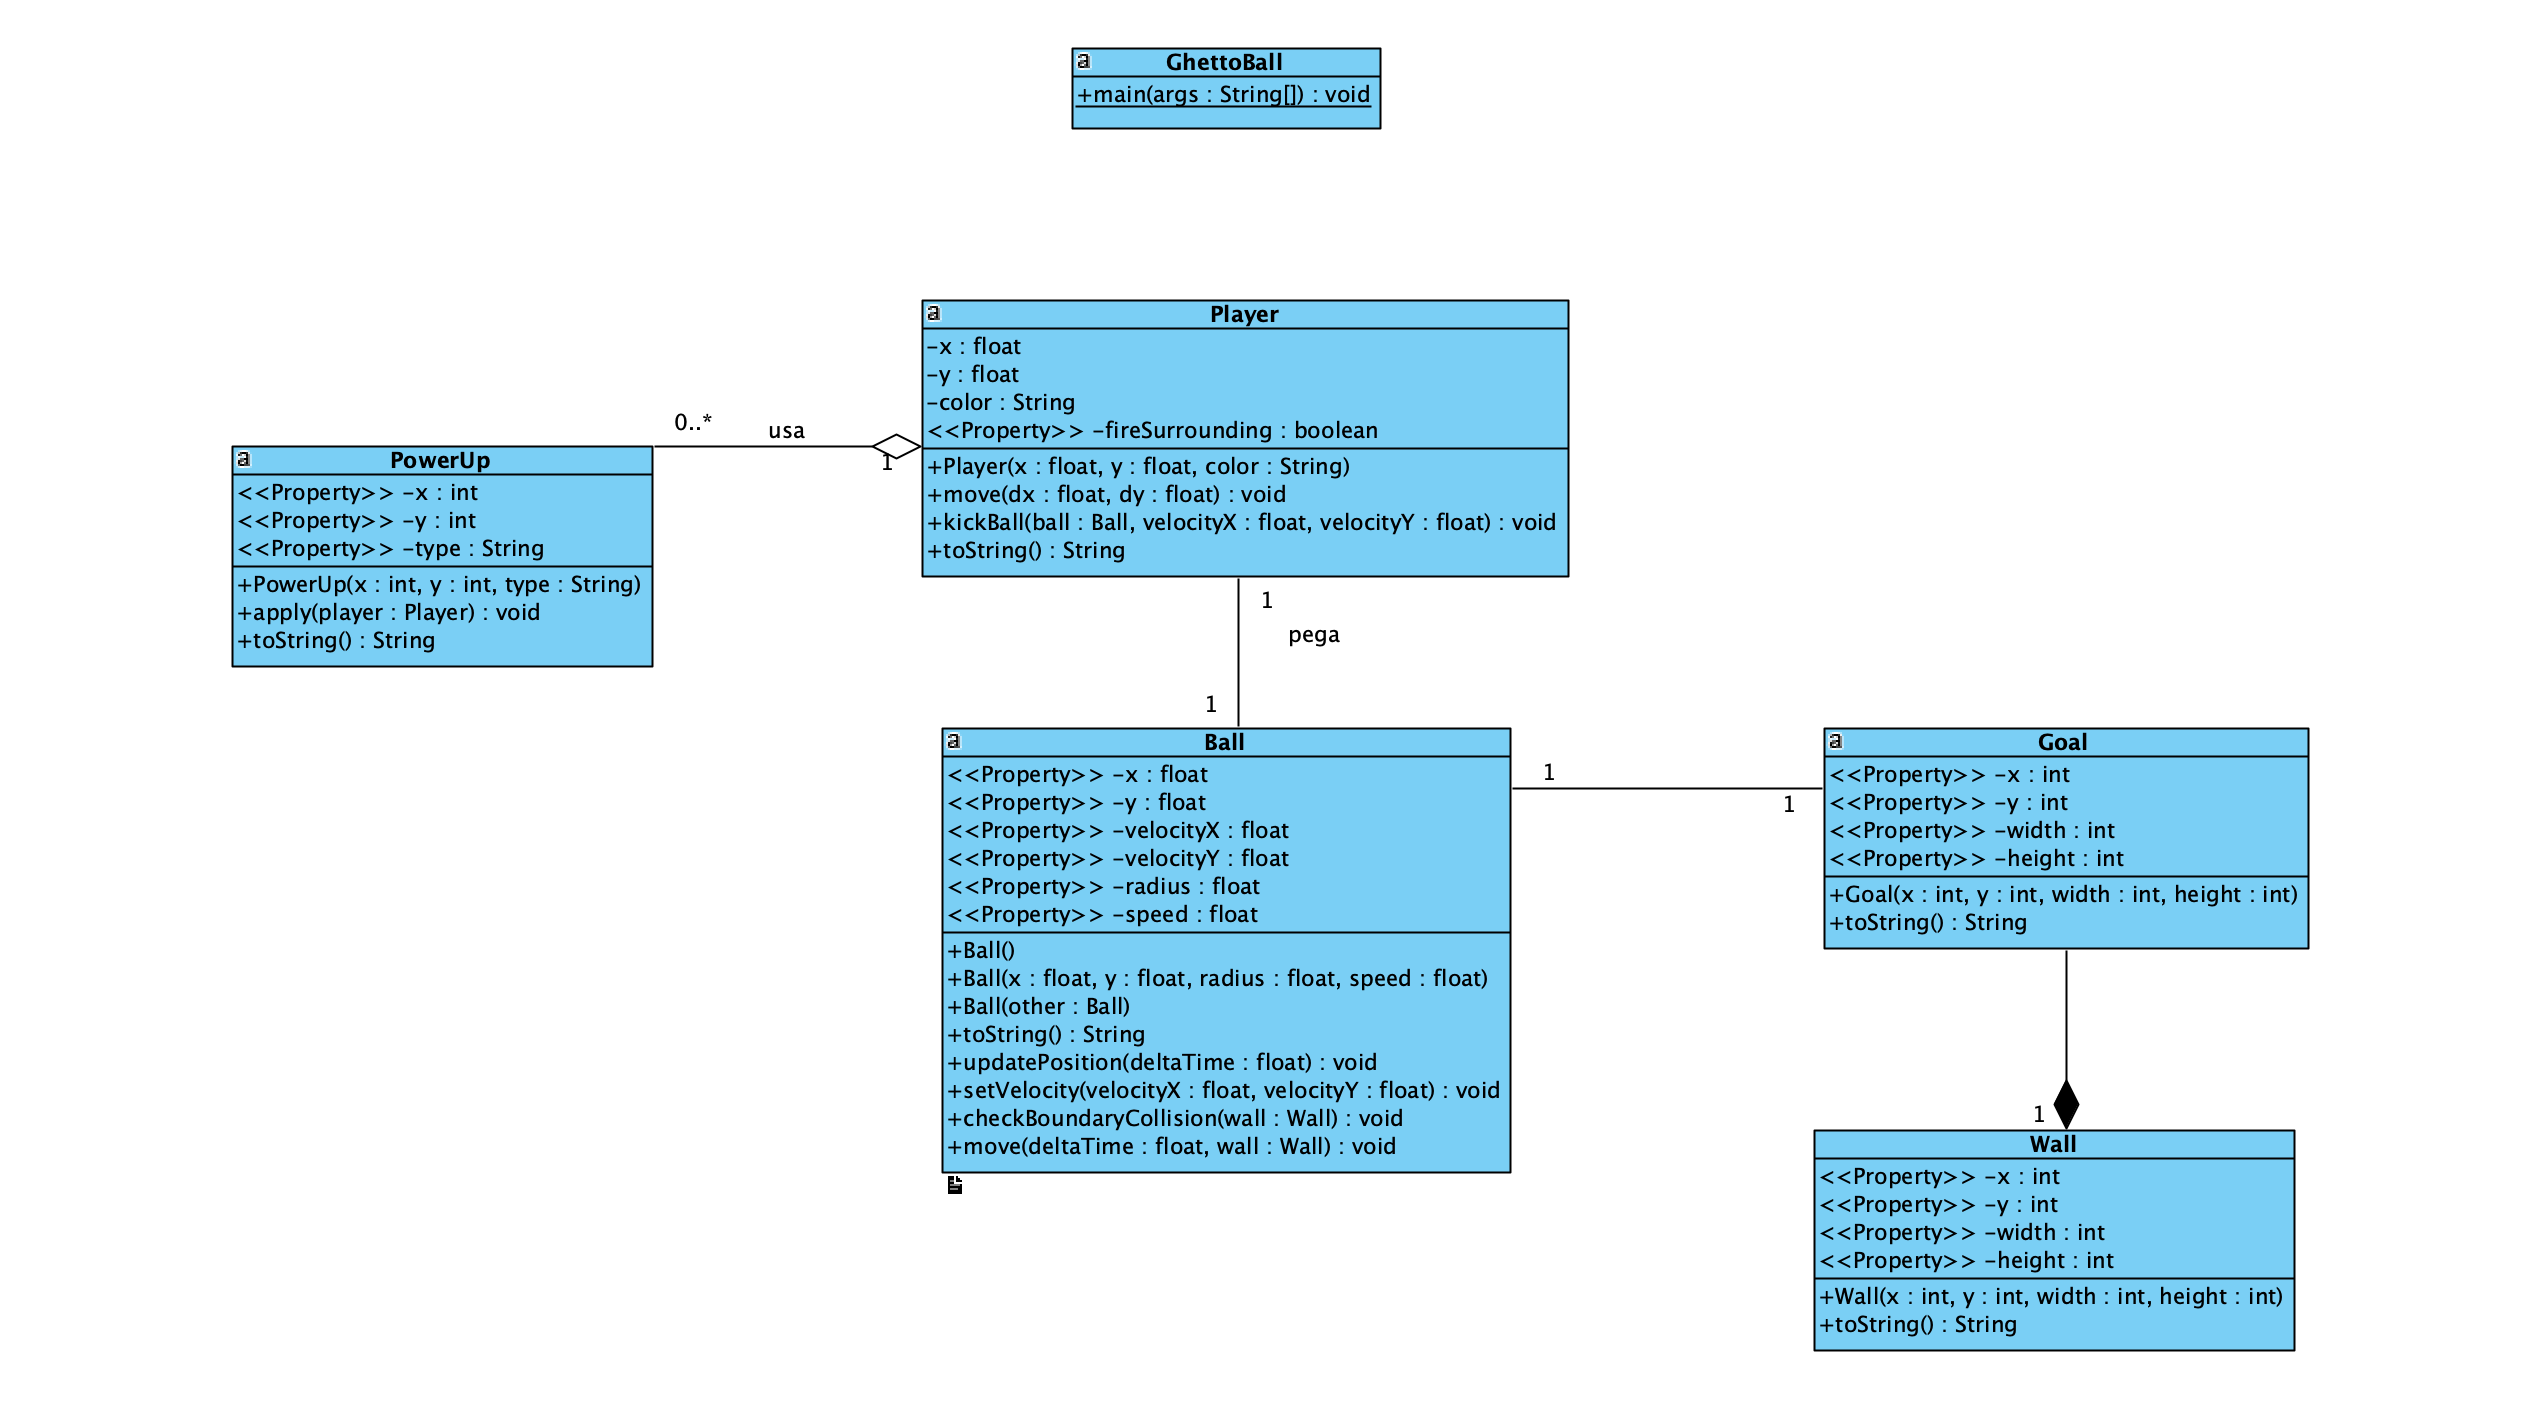 GhettoBall
+main(args : String[]) : void
Player
-x : float
-y : float
-color : String
<<Property>> -fireSurrounding : boolean
+Player(x : float, y : float, color : String)
+move(dx : float, dy : float) : void
+kickBall(ball : Ball, velocityX : float, velocityY : float) : void
+toString() : String
0..*
usa
1
PowerUp
<<Property>> -x : int
<<Property>> -y : int
<<Property>> -type : String
+PowerUp(x : int, y : int, type : String)
+apply(player : Player) : void
+toString() : String
1
pega
1
Ball
<<Property>> -x : float
<<Property>> -y : float
<<Property>> -velocityX : float
<<Property>> -velocityY : float
<<Property>> -radius : float
<<Property>> -speed : float
+Ball()
+Ball(x : float, y : float, radius : float, speed : float)
+Ball(other : Ball)
+toString() : String
+updatePosition(deltaTime : float) : void
+setVelocity(velocityX : float, velocityY : float) : void
+checkBoundaryCollision(wall : Wall) : void
+move(deltaTime : float, wall : Wall) : void
1
1
Goal
<<Property>> -x : int
<<Property>> -y : int
<<Property>> -width : int
<<Property>> -height : int
+Goal(x : int, y : int, width : int, height : int)
+toString() : String
1
Wall
<<Property>> -x : int
<<Property>> -y : int
<<Property>> -width : int
<<Property>> -height : int
+Wall(x : int, y : int, width : int, height : int)
+toString() : String